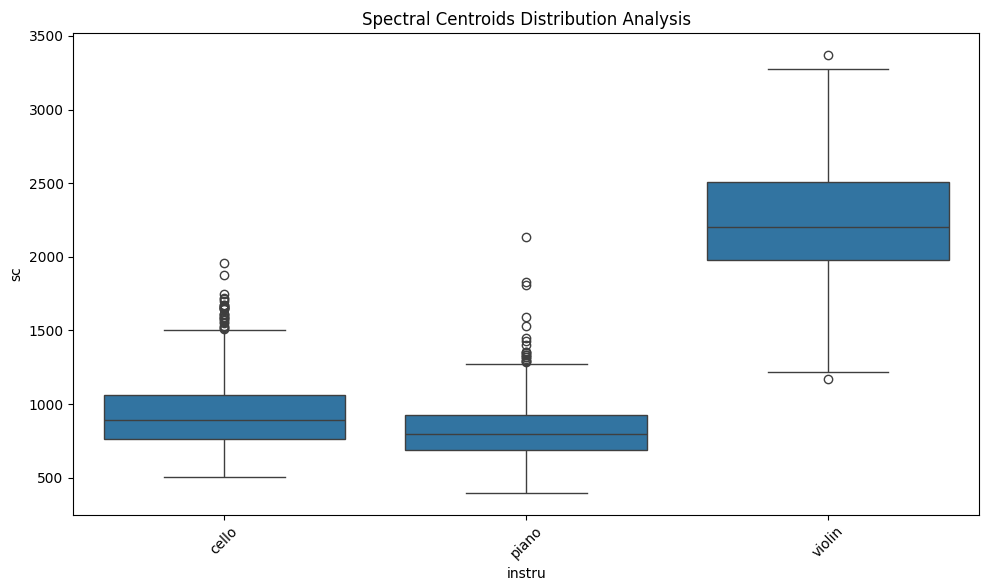 Spectral Centroids Distribution Analysis
3500
3000
2500
2000
1500
1000
500
sc
cello
piano
violin
instru